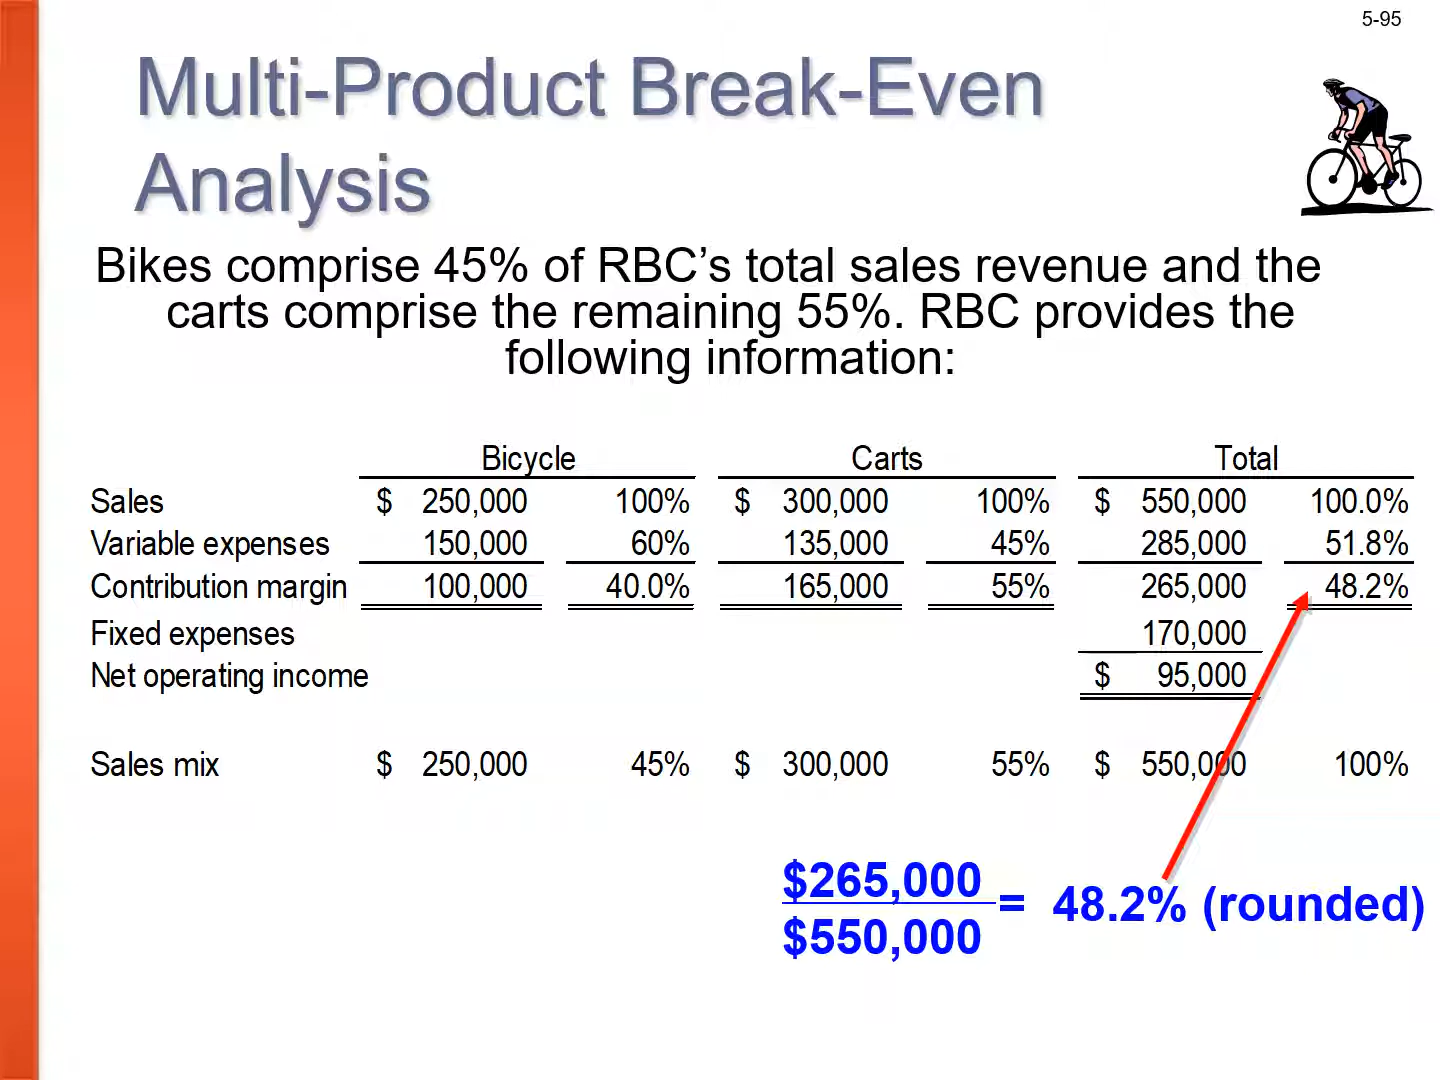 5-95
Multi-Product Break-Even
Analysis
Bikes comprise 45% of RBC’s total sales revenue and the
carts comprise the remaining 55%. RBC provides the
following information:
Bicycle Carts Total
Sales $ 250,000 100% $ 300,000 100% $ 550,000 100.0%
Variable expenses 150,000 60% 135,000 45% 285,000 51.8%
Contribution margin 100,000 40.0% 165,000 55% 265,000 48.2%
Fixed expenses 170,000
Net operating income $ 95,000
Sales mix $ 250,000 45% $ 300,000 55% $ 550,000 100%
$265,000
= 48.2% (rounded)
$550,000